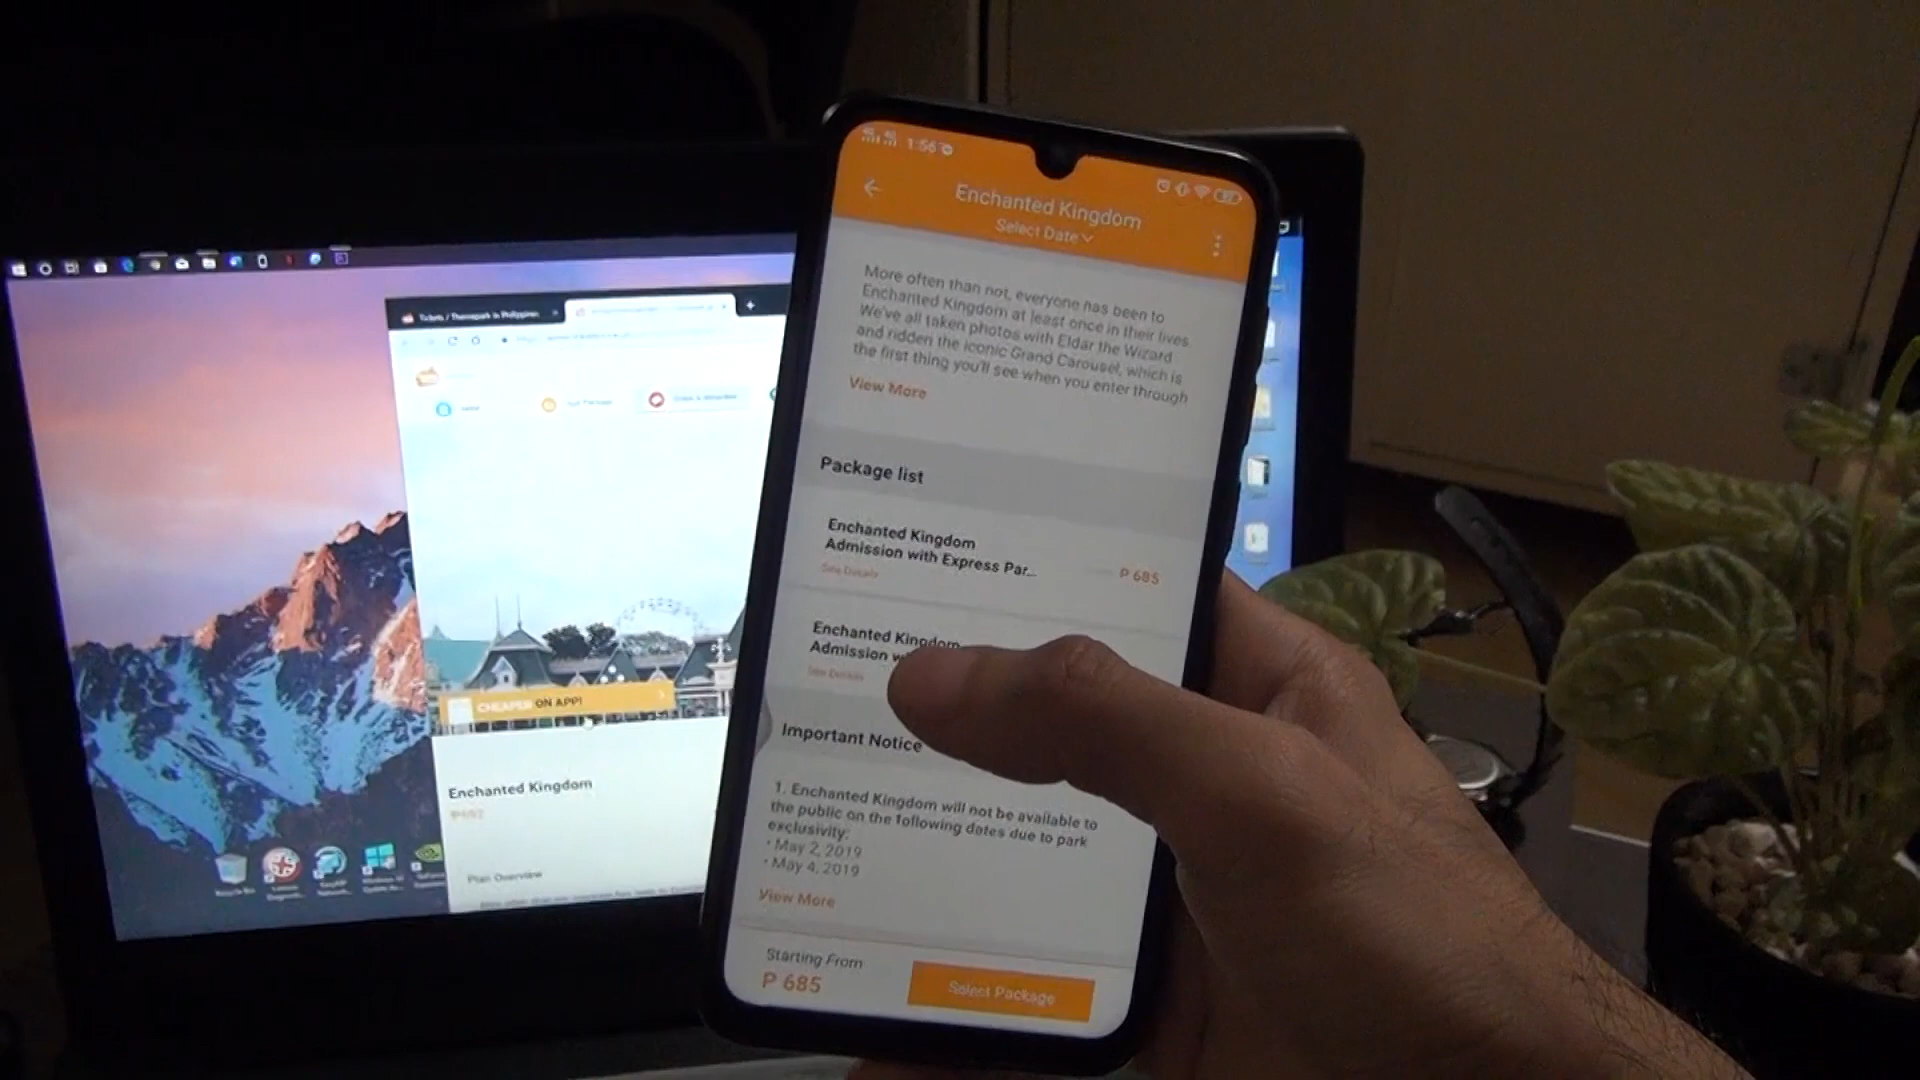 1:56
Enchanted Kingdom
Select Date
More often than not, everyone has been to
Enchanted Kingdom at least once in their lives.
We've all taken photos with Eldar the Wizard
and ridden the iconic Grand Carousel, which is
the first thing you'll see when you enter through
View More
Package list
Enchanted Kingdom
Admission with Express Par...
See Details
P 685
Enchanted Kingdom
Admission
See Details
Important Notice
1. Enchanted Kingdom will not be available to
the public on the following dates due to park
exclusivity:
• May 2, 2019
• May 4, 2019
View More
Starting From
P 685
Select Package
Tickets / Themepark in Philippines
CHEAPER ON APP!
Enchanted Kingdom
Plan Overview